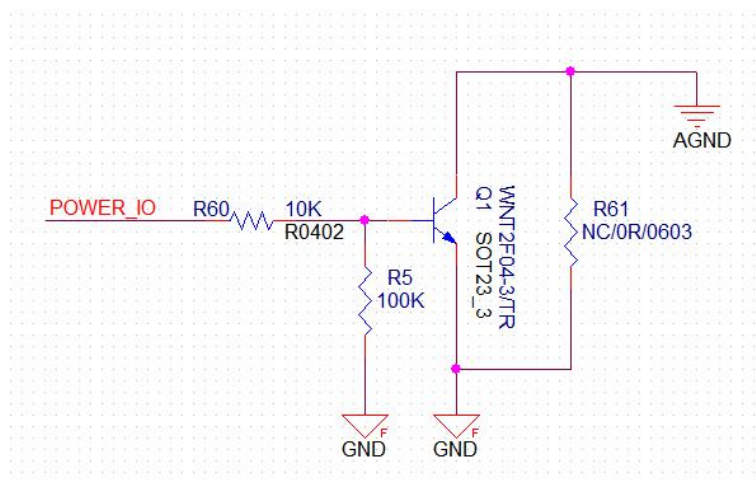 AGND
POWER_IO
R60
10K
R0402
R5
100K
Q1
WNT2F04-3/TR
SOT23_3
R61
NC/0R/0603
F
GND
F
GND